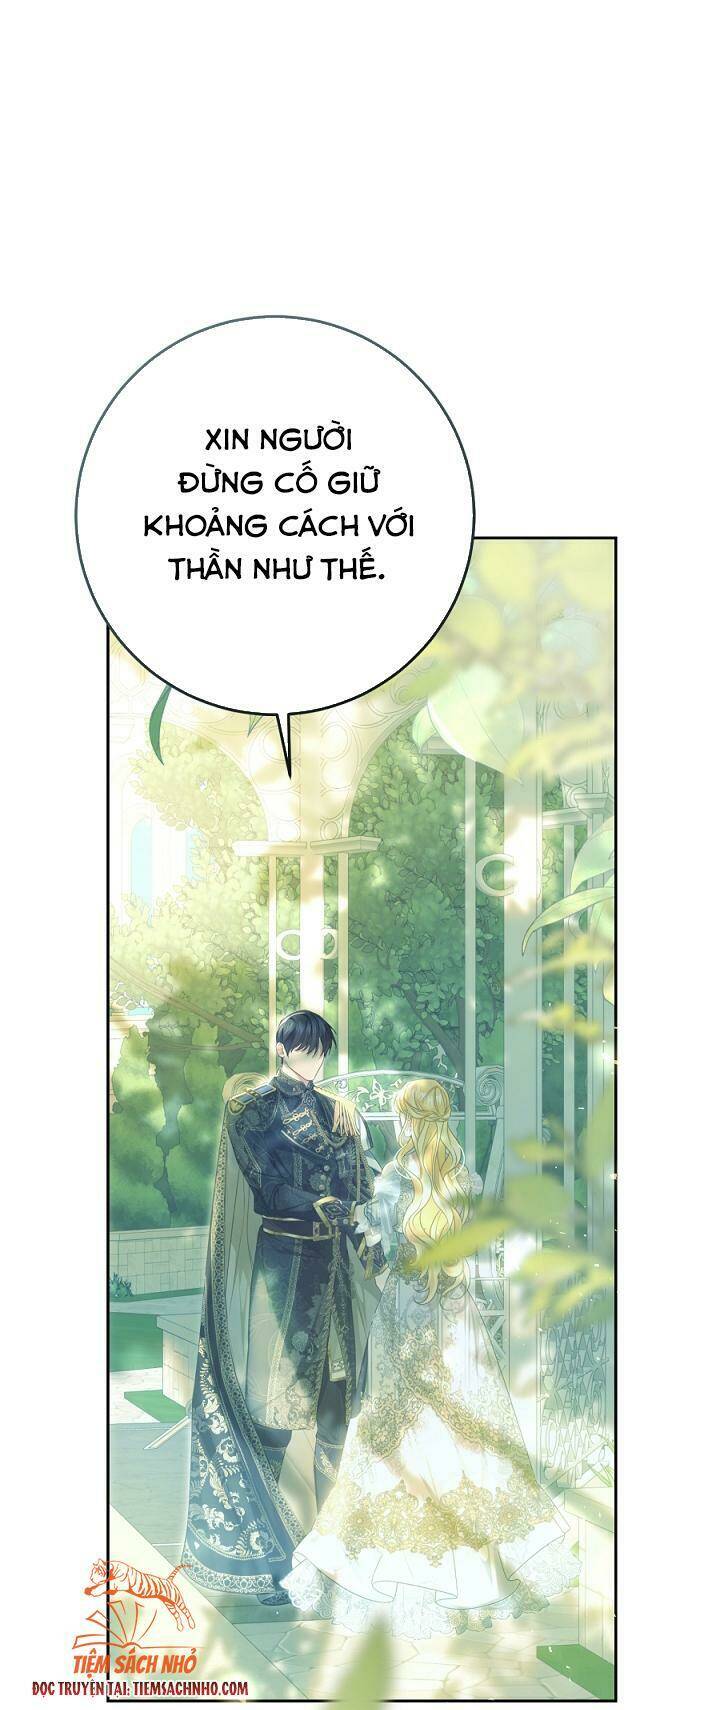 XIN NGƯỜI
ĐỪNG CỐ GIỮ
KHOẢNG CÁCH VỚI
THẦN NHƯ THẾ.
TIỆM SÁCH NHỎ
ĐỌC TRUYỆN TẠI: TIEMSACHNHO.COM